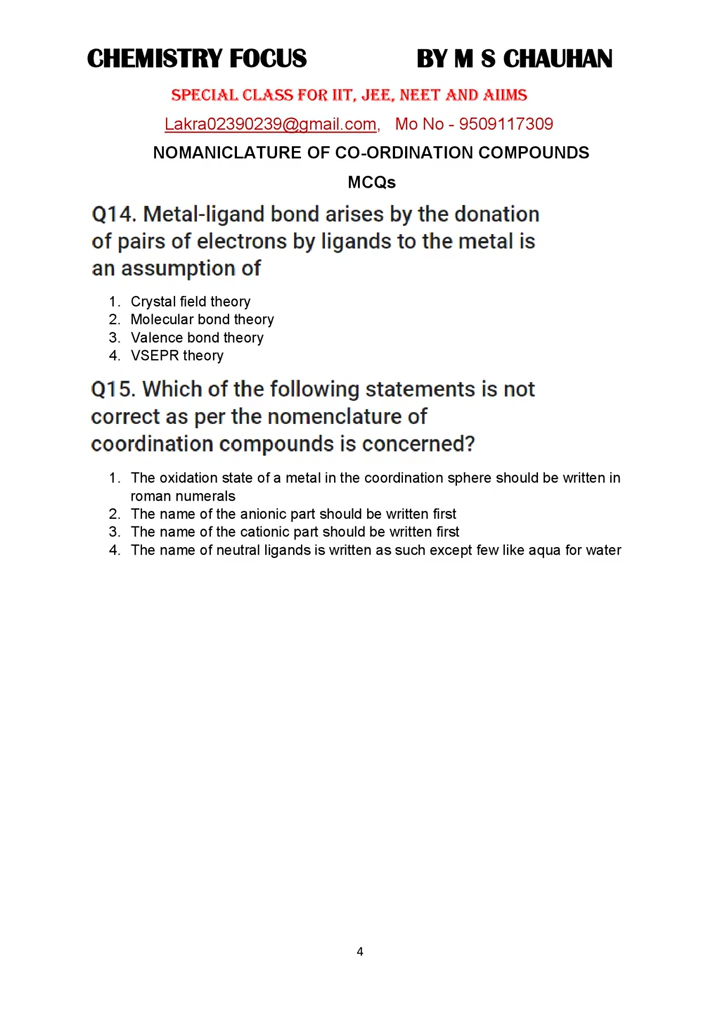 CHEMISTRY FOCUS BY M S CHAUHAN
SPECIAL CLASS FOR IIT, JEE, NEET AND AIIMS
Lakra02390239@gmail.com, Mo No - 9509117309
NOMANICLATURE OF CO-ORDINATION COMPOUNDS
MCQs
Q14. Metal-ligand bond arises by the donation
of pairs of electrons by ligands to the metal is
an assumption of
1. Crystal field theory
2. Molecular bond theory
3. Valence bond theory
4. VSEPR theory
Q15. Which of the following statements is not
correct as per the nomenclature of
coordination compounds is concerned?
1. The oxidation state of a metal in the coordination sphere should be written in
roman numerals
2. The name of the anionic part should be written first
3. The name of the cationic part should be written first
4. The name of neutral ligands is written as such except few like aqua for water
4